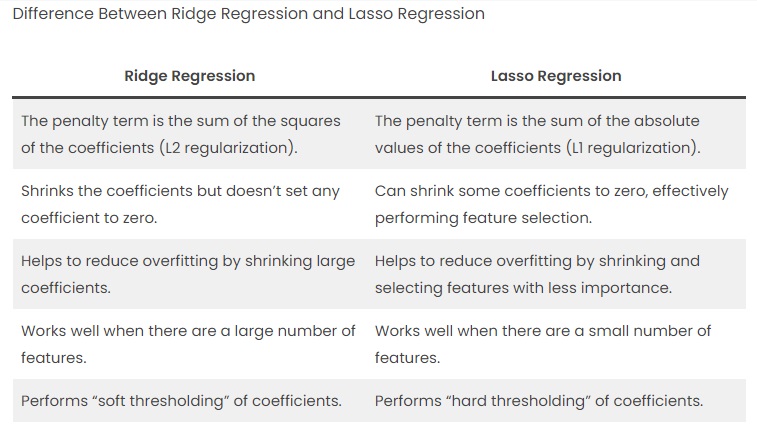 Difference Between Ridge Regression and Lasso Regression
Ridge Regression
Lasso Regression
The penalty term is the sum of the squares
of the coefficients (L2 regularization).
The penalty term is the sum of the absolute
values of the coefficients (L1 regularization).
Shrinks the coefficients but doesn’t set any
coefficient to zero.
Can shrink some coefficients to zero, effectively
performing feature selection.
Helps to reduce overfitting by shrinking large
coefficients.
Helps to reduce overfitting by shrinking and
selecting features with less importance.
Works well when there are a large number of
features.
Works well when there are a small number of
features.
Performs “soft thresholding” of coefficients.
Performs “hard thresholding” of coefficients.